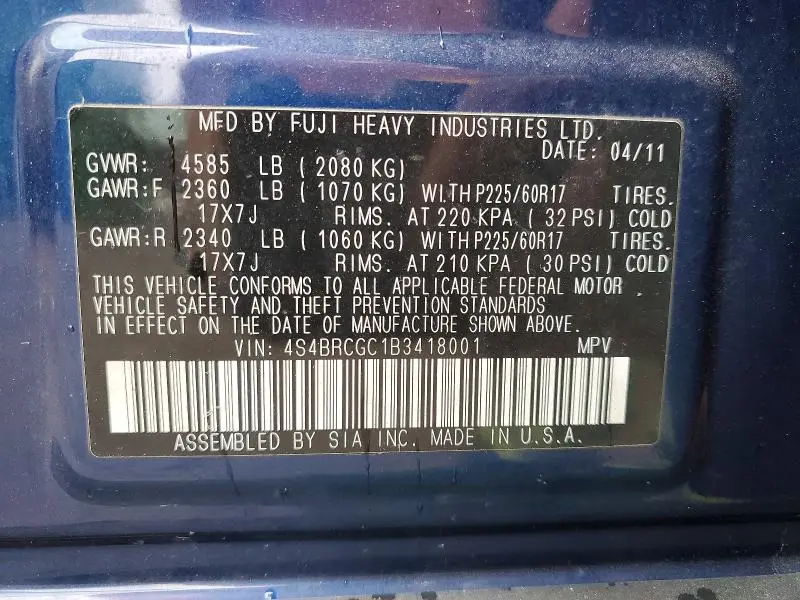 MFD BY FUJI HEAVY INDUSTRIES LTD.
DATE: 04/11
GVWR: 4585 LB ( 2080 KG)
GAWR:F 2360 LB ( 1070 KG) WITH P225/60R17 TIRES.
17X7J RIMS. AT 220 KPA ( 32 PSI) COLD
GAWR:R 2340 LB ( 1060 KG) WITH P225/60R17 TIRES.
17X7J RIMS. AT 210 KPA ( 30 PSI) COLD
THIS VEHICLE CONFORMS TO ALL APPLICABLE FEDERAL MOTOR
VEHICLE SAFETY AND THEFT PREVENTION STANDARDS
IN EFFECT ON THE DATE OF MANUFACTURE SHOWN ABOVE.
VIN: 4S4BRCGC1B3418001 MPV
ASSEMBLED BY SIA INC. MADE IN U.S.A.